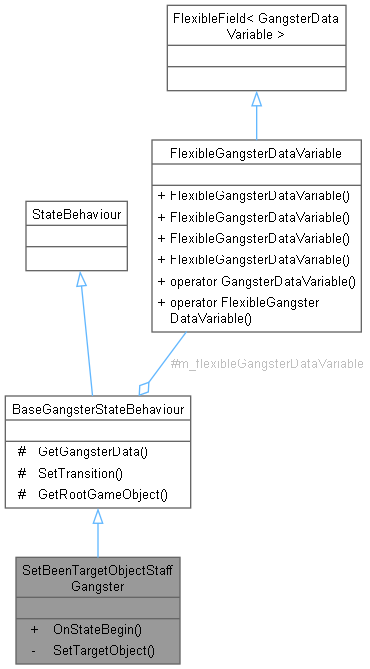 FlexibleField< GangsterData
Variable >
FlexibleGangsterDataVariable
+ FlexibleGangsterDataVariable()
+ FlexibleGangsterDataVariable()
+ FlexibleGangsterDataVariable()
+ FlexibleGangsterDataVariable()
+ operator GangsterDataVariable()
+ operator FlexibleGangster
DataVariable()
StateBehaviour
#m_flexibleGangsterDataVariable
BaseGangsterStateBehaviour
# GetGangsterData()
# SetTransition()
# GetRootGameObject()
SetBeenTargetObjectStaff
Gangster
+ OnStateBegin()
- SetTargetObject()